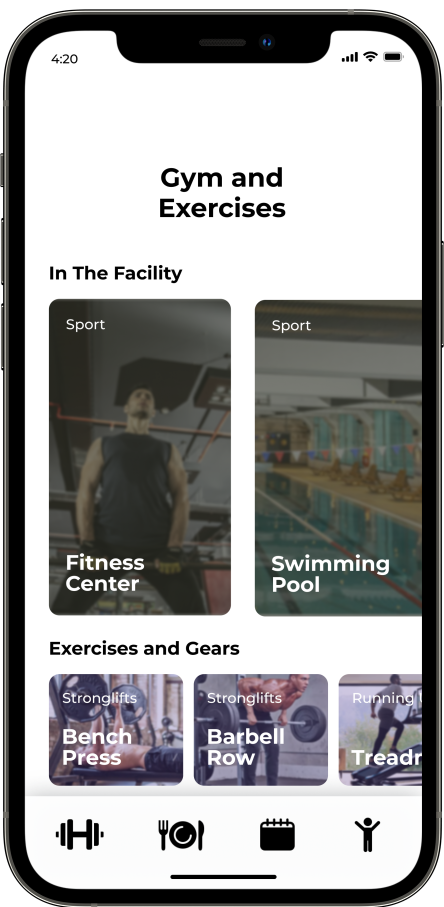 4:20
Gym and
Exercises
In The Facility
Sport
Fitness
Center
Sport
Swimming
Pool
Exercises and Gears
Stronglifts
Bench
Press
Stronglifts
Barbell
Row
Running